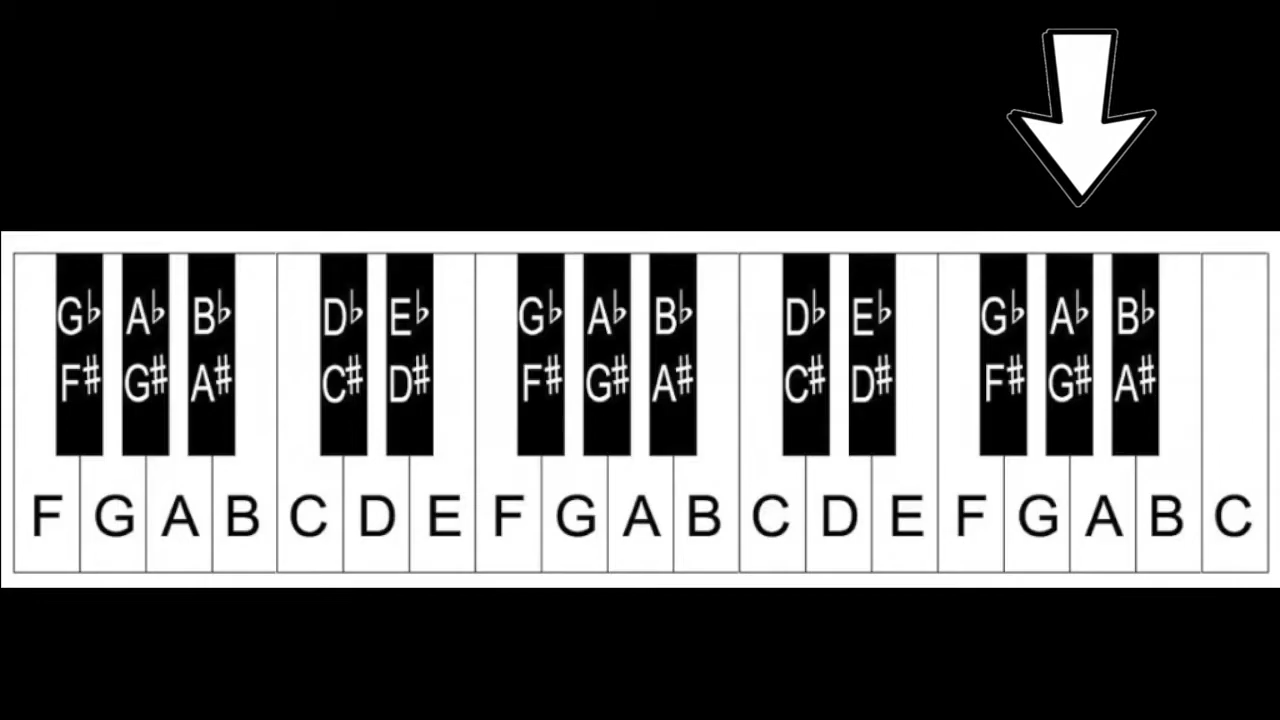 G♭ A♭ B♭ D♭ E♭ G♭ A♭ B♭ D♭ E♭ G♭ A♭ B♭
F♯ G♯ A♯ C♯ D♯ F♯ G♯ A♯ C♯ D♯ F♯ G♯ A♯
F G A B C D E F G A B C D E F G A B C